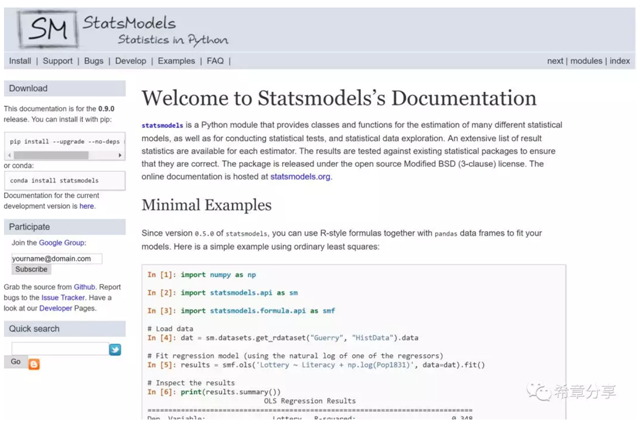 SM StatsModels
Statistics in Python
Install | Support | Bugs | Develop | Examples | FAQ |
next | modules | index
Download
This documentation is for the 0.9.0
release. You can install it with pip:
pip install --upgrade --no-deps
or conda:
conda install statsmodels
Documentation for the current
development version is here.
Participate
Join the Google Group:
yourname@domain.com
Subscribe
Grab the source from Github. Report
bugs to the Issue Tracker. Have a
look at our Developer Pages.
Quick search
Go
Welcome to Statsmodels's Documentation
statsmodels is a Python module that provides classes and functions for the estimation of many different statistical
models, as well as for conducting statistical tests, and statistical data exploration. An extensive list of result
statistics are available for each estimator. The results are tested against existing statistical packages to ensure
that they are correct. The package is released under the open source Modified BSD (3-clause) license. The
online documentation is hosted at statsmodels.org.
Minimal Examples
Since version 0.5.0 of statsmodels, you can use R-style formulas together with pandas data frames to fit your
models. Here is a simple example using ordinary least squares:
In [1]: import numpy as np
In [2]: import statsmodels.api as sm
In [3]: import statsmodels.formula.api as smf
# Load data
In [4]: dat = sm.datasets.get_rdataset("Guerry", "HistData").data
# Fit regression model (using the natural log of one of the regressors)
In [5]: results = smf.ols('Lottery ~ Literacy + np.log(Pop1831)', data=dat).fit()
# Inspect the results
In [6]: print(results.summary())
OLS Regression Results
==============================================================================
Dep. Variable: Lottery R-squared: 0.348
希章分享